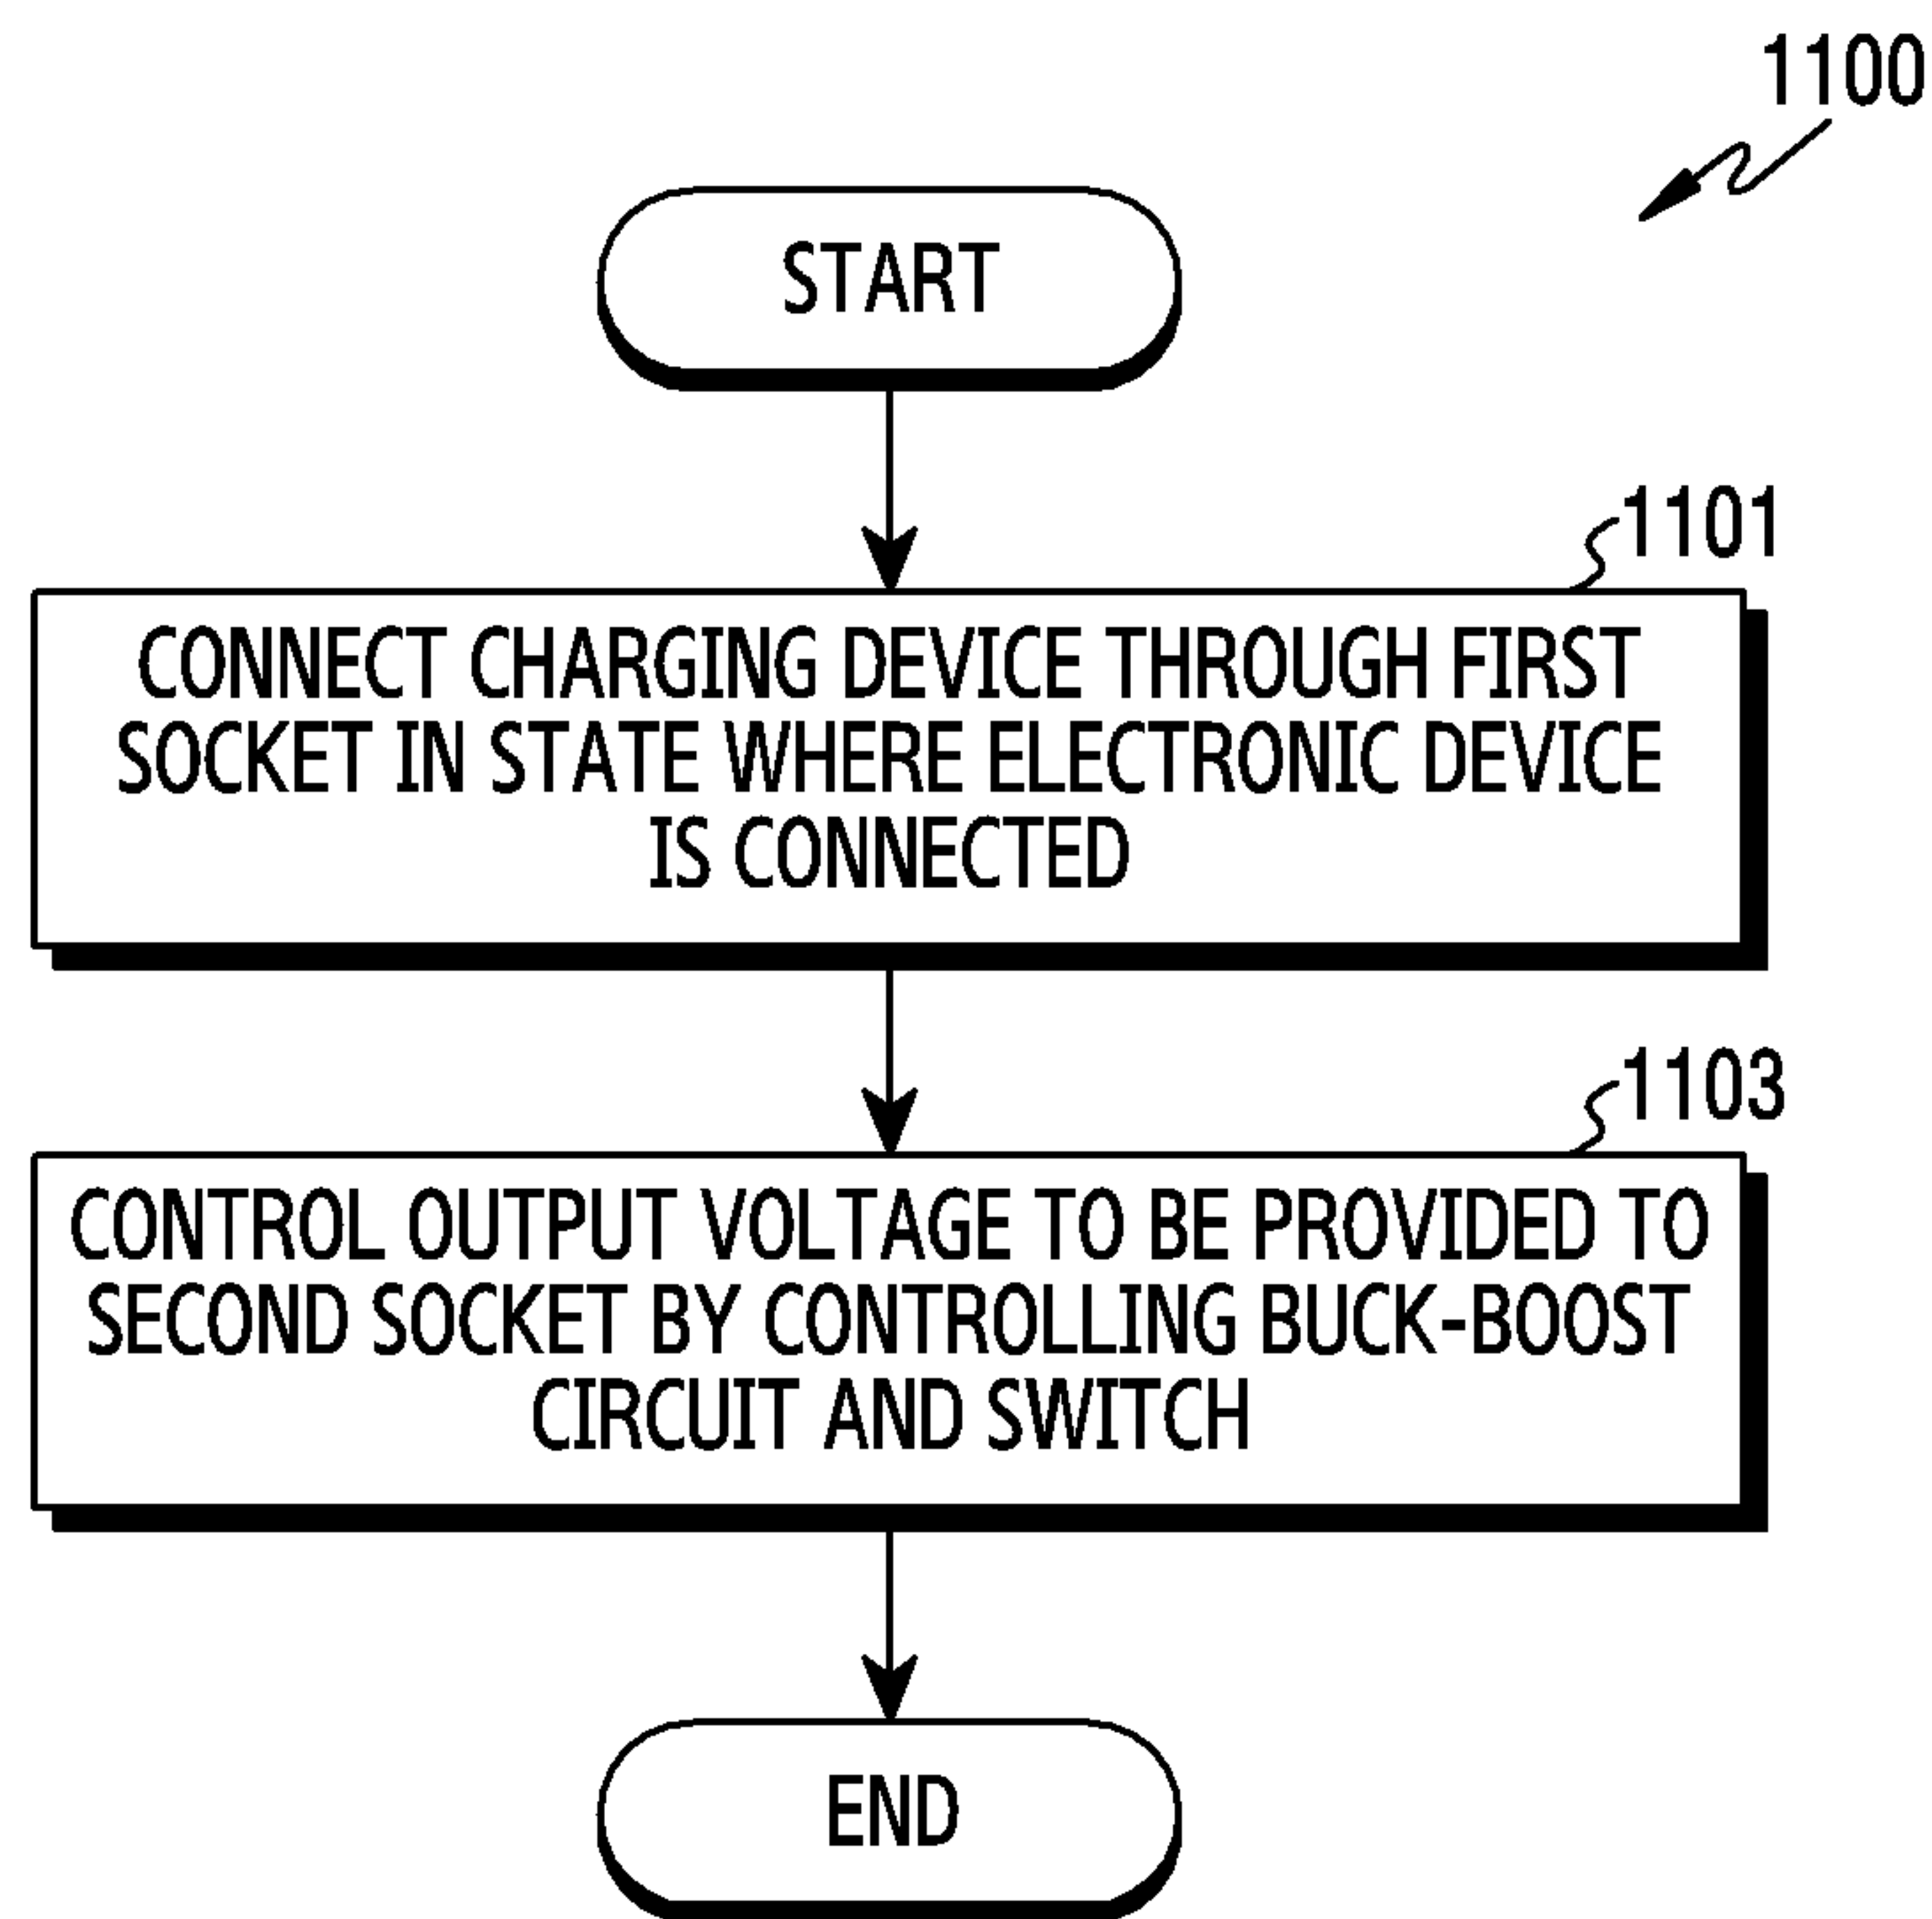 1100
START
1101
CONNECT CHARGING DEVICE THROUGH FIRST
SOCKET IN STATE WHERE ELECTRONIC DEVICE
IS CONNECTED
1103
CONTROL OUTPUT VOLTAGE TO BE PROVIDED TO
SECOND SOCKET BY CONTROLLING BUCK-BOOST
CIRCUIT AND SWITCH
END